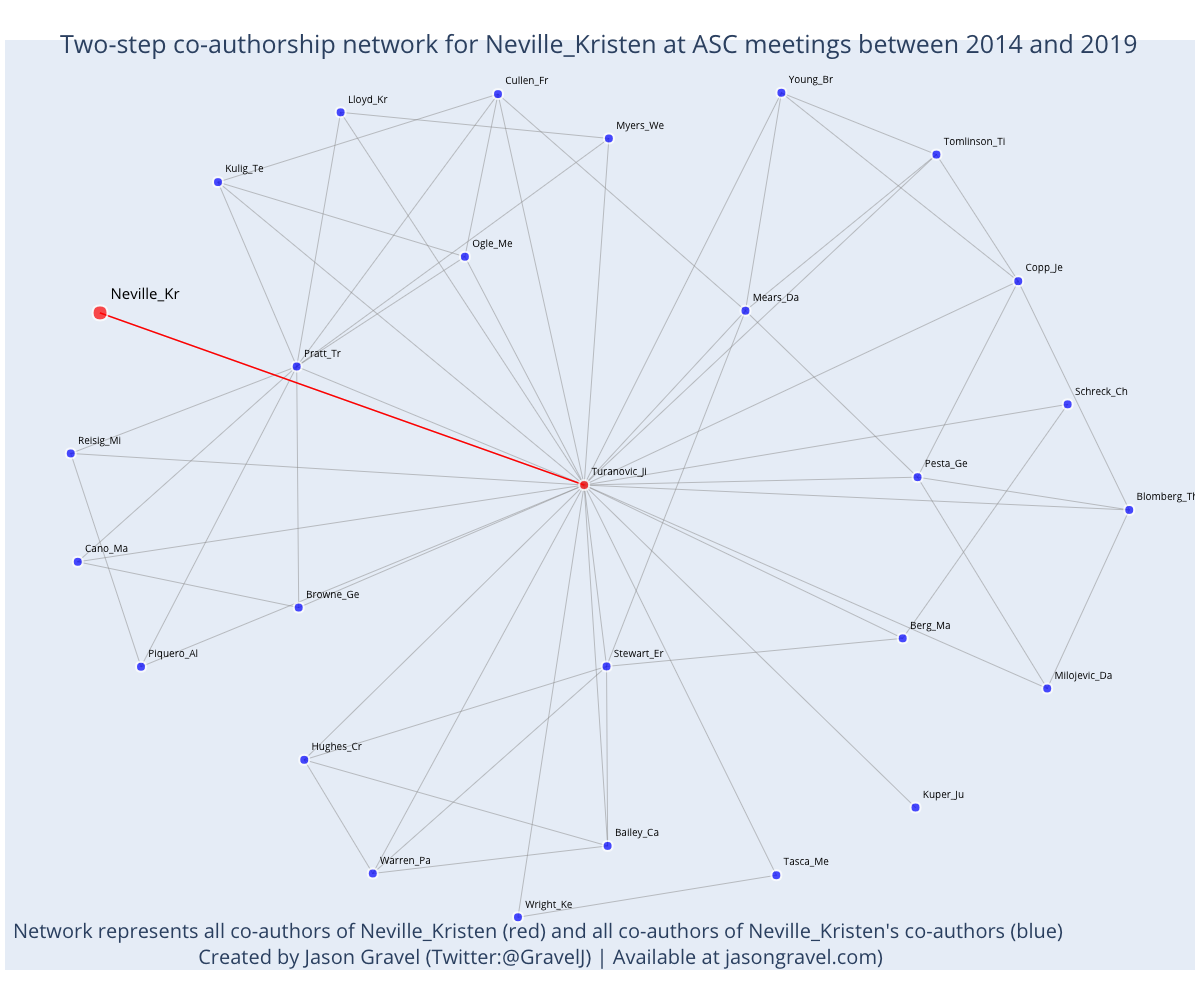 Two-step co-authorship network for Neville_Kristen at ASC meetings between 2014 and 2019
Cullen_Fr
Young_Br
Lloyd_Kr
Myers_We
Tomlinson_Ti
Kulig_Te
Ogle_Me
Copp_Je
Neville_Kr
Mears_Da
Pratt_Tr
Schreck_Ch
Reisig_Mi
Turanovic_Ji
Pesta_Ge
Blomberg_Th
Cano_Ma
Browne_Ge
Berg_Ma
Piquero_Al
Stewart_Er
Milojevic_Da
Hughes_Cr
Kuper_Ju
Bailey_Ca
Warren_Pa
Tasca_Me
Wright_Ke
Network represents all co-authors of Neville_Kristen (red) and all co-authors of Neville_Kristen's co-authors (blue)
Created by Jason Gravel (Twitter:@GravelJ) | Available at jasongravel.com)